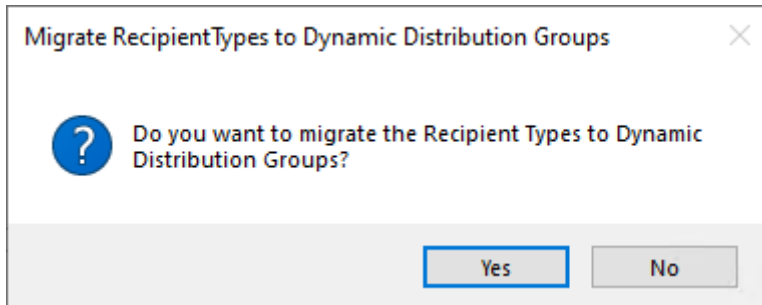 Migrate RecipientTypes to Dynamic Distribution Groups
Do you want to migrate the Recipient Types to Dynamic
Distribution Groups?
Yes
No